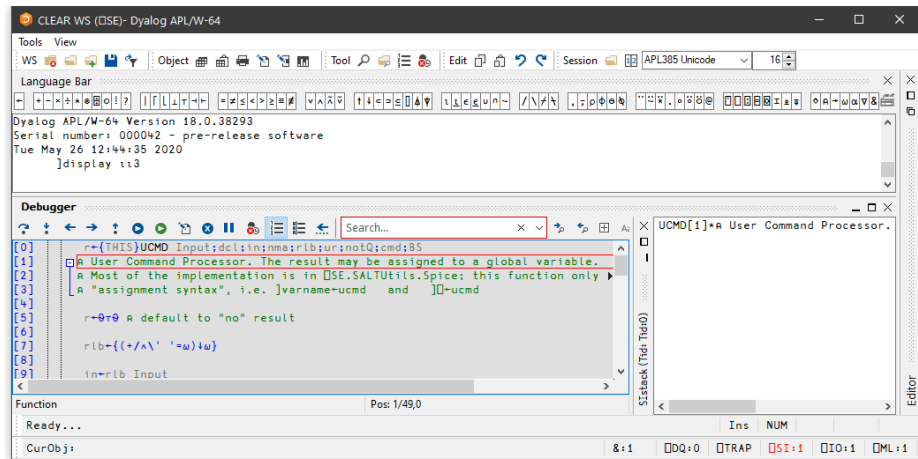 CLEAR WS (⎕SE)- Dyalog APL/W-64
Tools View
WS Object Tool Edit Session APL385 Unicode 16
Language Bar
← + - × ÷ * ⍟ ⌹ ○ ! ? | ⌈ ⌊ ⊥ ⊤ ⊣ ⊢ = ≠ ≤ < > ≥ ≡ ≢ ∨ ∧ ⍲ ⍱ ↑ ↓ ⊂ ⊃ ⊆ ⌷ ⍋ ⍒ ⍳ ⍸ ∊ ⍷ ∪ ∩ ~ / \ ⌿ ⍀ , ⍪ ⍴ ⌽ ⊖ ⍉ ¨ ⍨ ⍣ . ∘ ⍤ ⍥ @ ⍞ ⎕ ⍠ ⌸ ⌺ ⌶ ⍎ ⍕ ⋄ ⍝ → ⍵ ⍺ ∇ &
Dyalog APL/W-64 Version 18.0.38293
Serial number: 000042 - pre-release software
Tue May 26 12:44:35 2020
]display ⍳⍳3
Debugger
Search...
[0] r←{THIS}UCMD Input;dcl;in;nma;rlb;ur;notQ;cmd;BS
[1] ⍝ User Command Processor. The result may be assigned to a global variable.
[2] ⍝ Most of the implementation is in ⎕SE.SALTUtils.Spice; this function only
[3] ⍝ "assignment syntax", i.e. ]varname←ucmd and ]⎕←ucmd
[4]
[5] r←⍬⊤⍬ ⍝ default to "no" result
[6]
[7] rlb←{(+/∧\' '=⍵)↓⍵}
[8]
[9] in←rlb Input
UCMD[1]*⍝ User Command Processor.
SIstack (Tid: Tid:0)
Editor
Function Pos: 1/49,0
Ready... Ins NUM
CurObj: &:1 ⎕DQ:0 ⎕TRAP ⎕SI:1 ⎕IO:1 ⎕ML:1